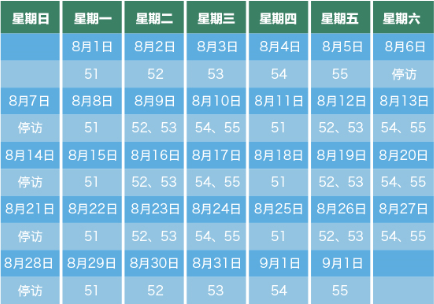 星期日 星期一 星期二 星期三 星期四 星期五 星期六
8月1日 8月2日 8月3日 8月4日 8月5日 8月6日
51 52 53 54 55 停访
8月7日 8月8日 8月9日 8月10日 8月11日 8月12日 8月13日
停访 51 52、53 54、55 51 52、53 54、55
8月14日 8月15日 8月16日 8月17日 8月18日 8月19日 8月20日
停访 51 52、53 54、55 51 52、53 54、55
8月21日 8月22日 8月23日 8月24日 8月25日 8月26日 8月27日
停访 51 52、53 54、55 51 52、53 54、55
8月28日 8月29日 8月30日 8月31日 9月1日 9月1日
停访 51 52 53 54 55